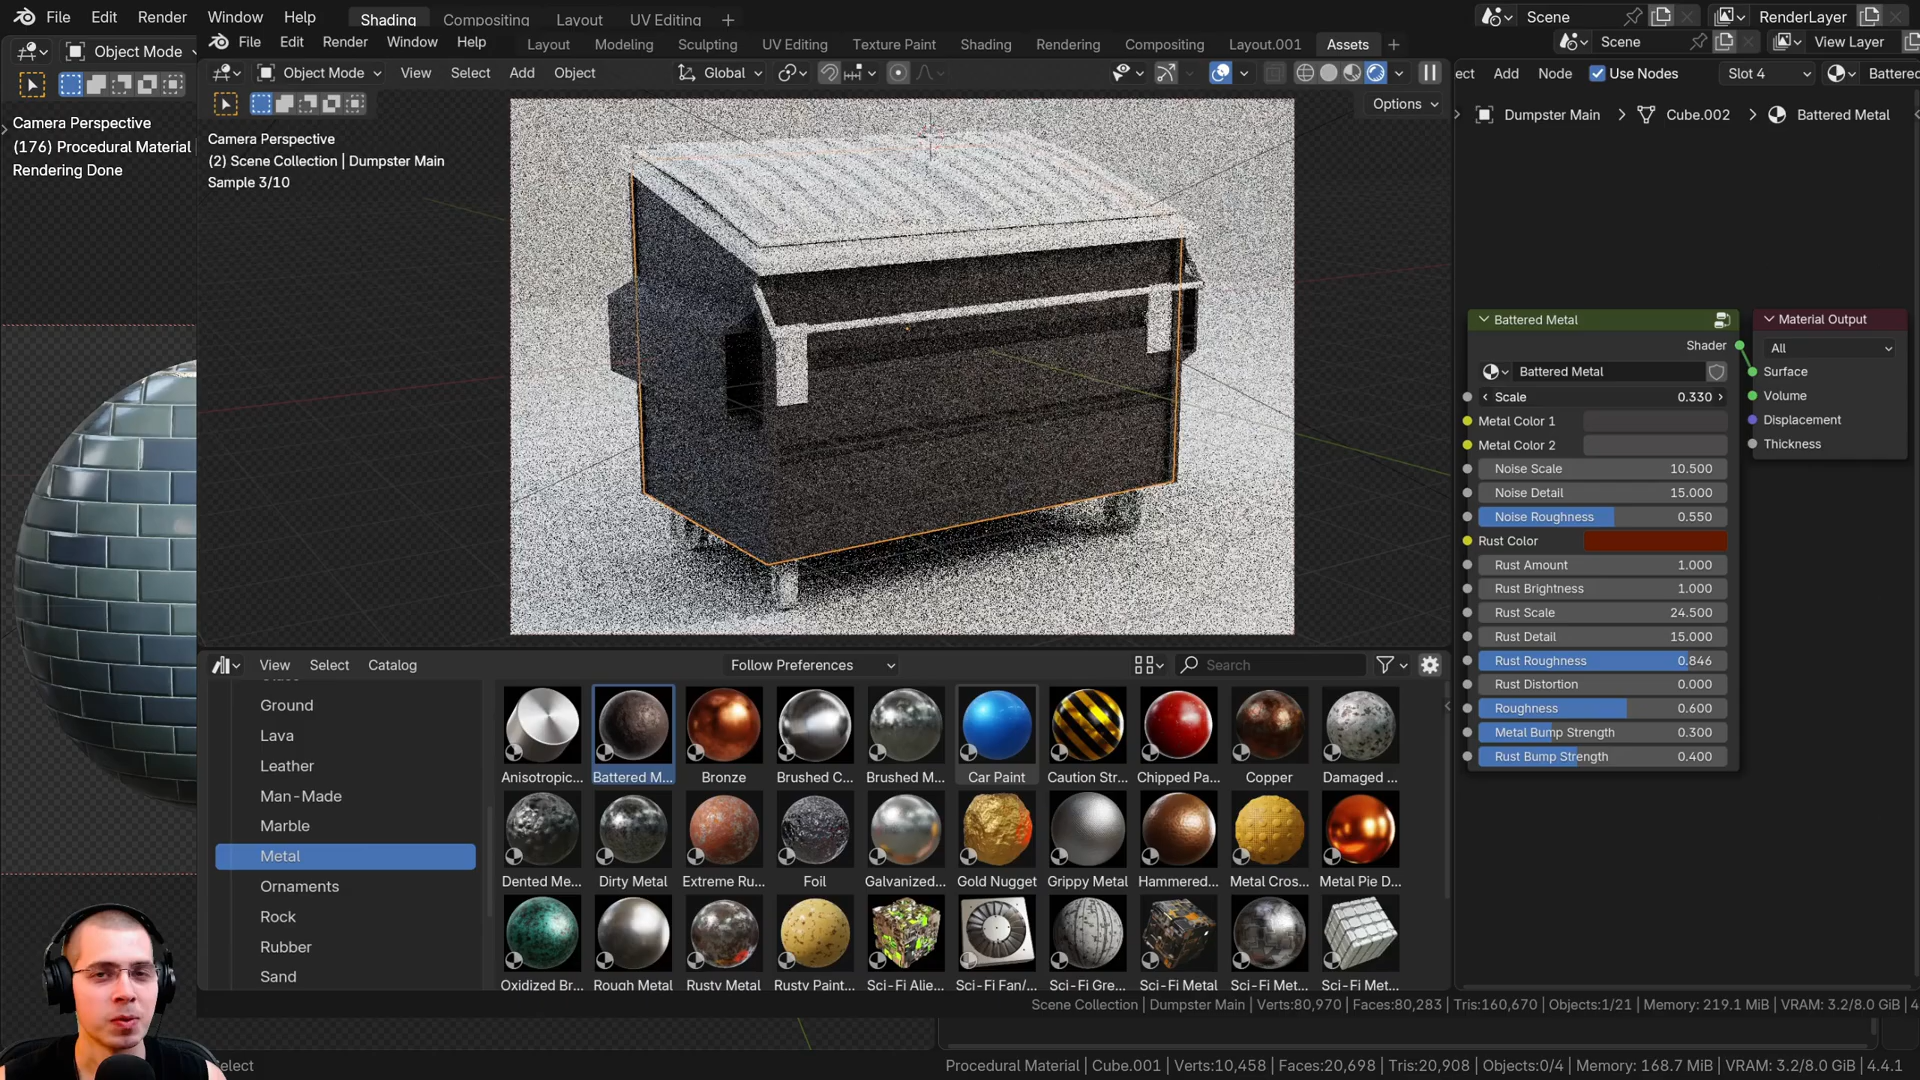 File Edit Render Window Help Shading Compositing Layout UV Editing + Scene RenderLayer
File Edit Render Window Help Layout Modeling Sculpting UV Editing Texture Paint Shading Rendering Compositing Layout.001 Assets + Scene View Layer
Object Mode
Object Mode View Select Add Object Global
ect Add Node Use Nodes Slot 4 Battered
Options
Camera Perspective
(176) Procedural Material
Rendering Done
Camera Perspective
(2) Scene Collection | Dumpster Main
Sample 3/10
Dumpster Main > Cube.002 > Battered Metal
Battered Metal
Shader
Battered Metal
Scale 0.330
Metal Color 1
Metal Color 2
Noise Scale 10.500
Noise Detail 15.000
Noise Roughness 0.550
Rust Color
Rust Amount 1.000
Rust Brightness 1.000
Rust Scale 24.500
Rust Detail 15.000
Rust Roughness 0.846
Rust Distortion 0.000
Roughness 0.600
Metal Bump Strength 0.300
Rust Bump Strength 0.400
Material Output
All
Surface
Volume
Displacement
Thickness
View Select Catalog Follow Preferences Search
Ground
Lava
Leather
Man-Made
Marble
Metal
Ornaments
Rock
Rubber
Sand
Anisotropic... Battered M... Bronze Brushed C... Brushed M... Car Paint Caution Str... Chipped Pa... Copper Damaged ...
Dented Me... Dirty Metal Extreme Ru... Foil Galvanized... Gold Nugget Grippy Metal Hammered... Metal Cros... Metal Pie D...
Oxidized Br... Rough Metal Rusty Metal Rusty Paint... Sci-Fi Alie... Sci-Fi Fan/... Sci-Fi Gre... Sci-Fi Metal Sci-Fi Met... Sci-Fi Met...
Scene Collection | Dumpster Main | Verts:80,970 | Faces:80,283 | Tris:160,670 | Objects:1/21 | Memory: 219.1 MiB | VRAM: 3.2/8.0 GiB | 4
elect
Procedural Material | Cube.001 | Verts:10,458 | Faces:20,698 | Tris:20,908 | Objects:0/4 | Memory: 168.7 MiB | VRAM: 3.2/8.0 GiB | 4.4.1